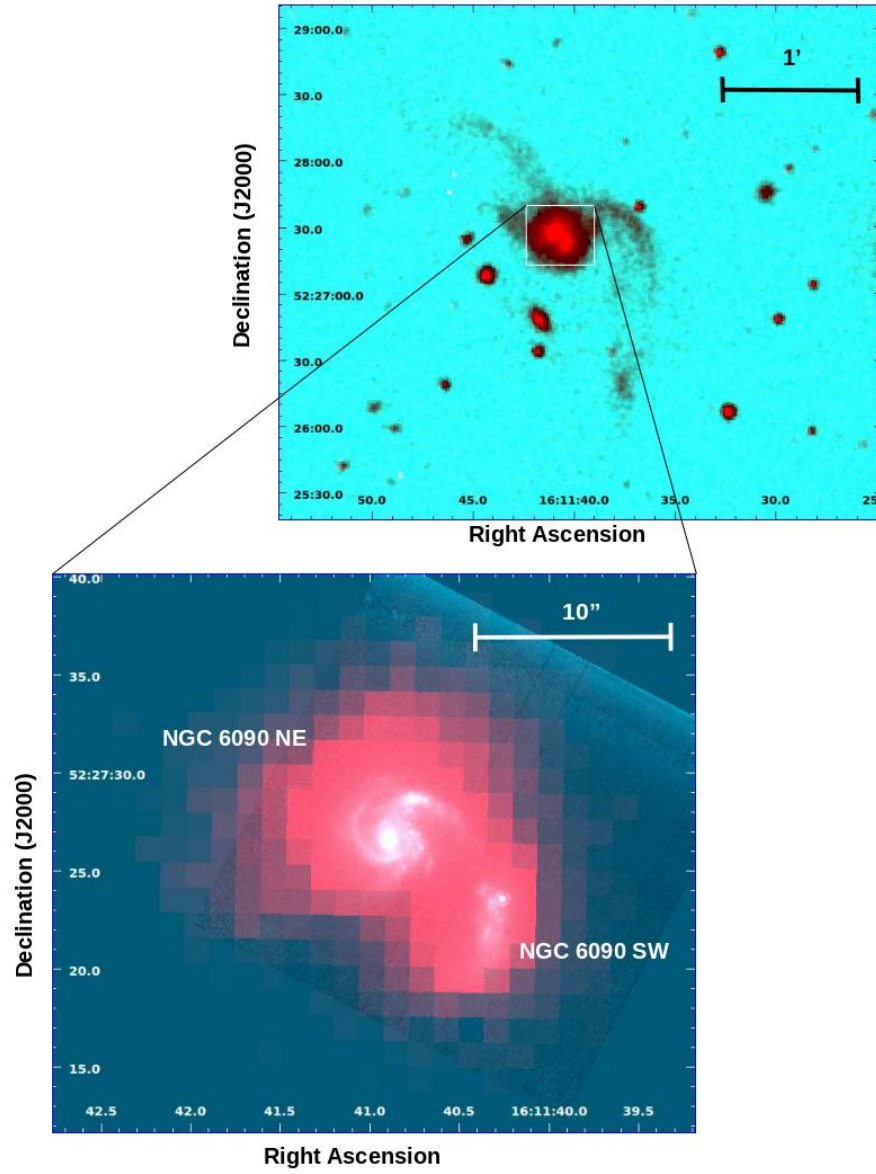 29:00.0
1’
30.0
28:00.0
30.0
52:27:00.0
30.0
26:00.0
25:30.0
50.0 45.0 16:11:40.0 35.0 30.0 25
Declination (J2000)
Right Ascension
40.0
10”
35.0
NGC 6090 NE
52:27:30.0
25.0
NGC 6090 SW
20.0
15.0
42.5 42.0 41.5 41.0 40.5 16:11:40.0 39.5
Declination (J2000)
Right Ascension